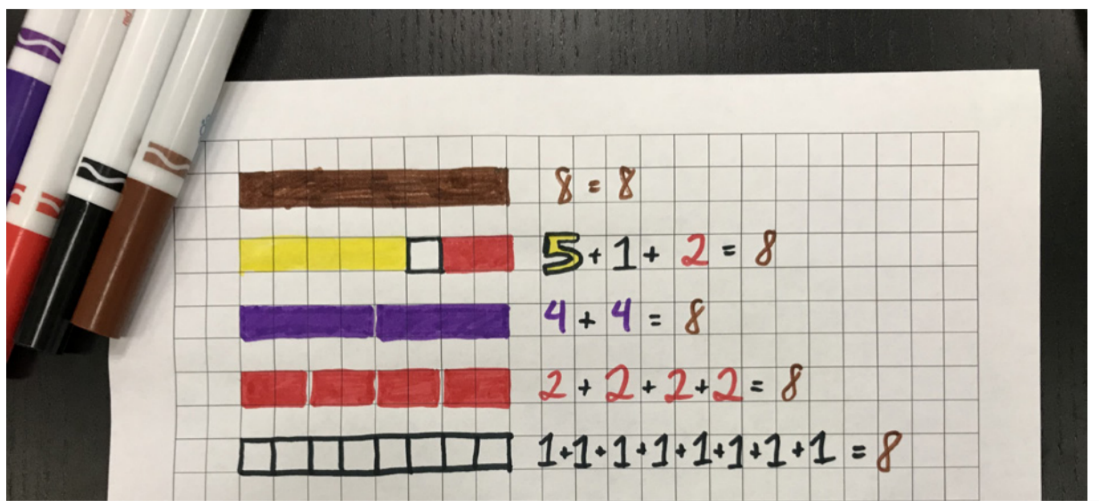 8 = 8
5 + 1 + 2 = 8
4 + 4 = 8
2 + 2 + 2 + 2 = 8
1+1+1+1+1+1+1+1 = 8